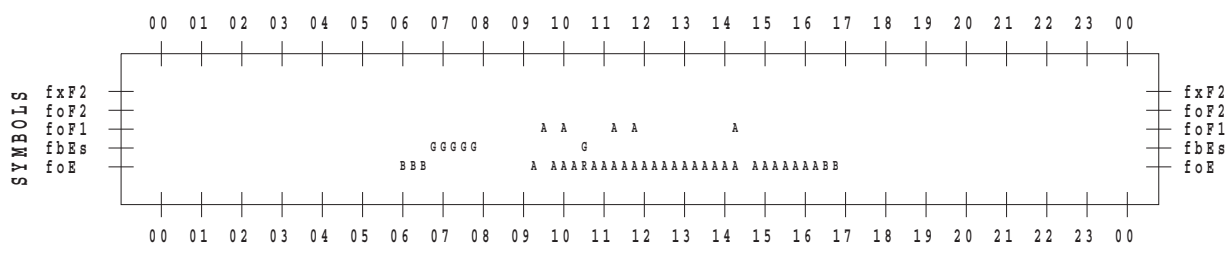 00 01 02 03 04 05 06 07 08 09 10 11 12 13 14 15 16 17 18 19 20 21 22 23 00
SYMBOLS
fxF2 fxF2
foF2 foF2
foF1 A A A A A foF1
fbEs GGGGG G fbEs
foE BBB A AAARAAAAAAAAAAAAAAA AAAAAAABB foE
00 01 02 03 04 05 06 07 08 09 10 11 12 13 14 15 16 17 18 19 20 21 22 23 00